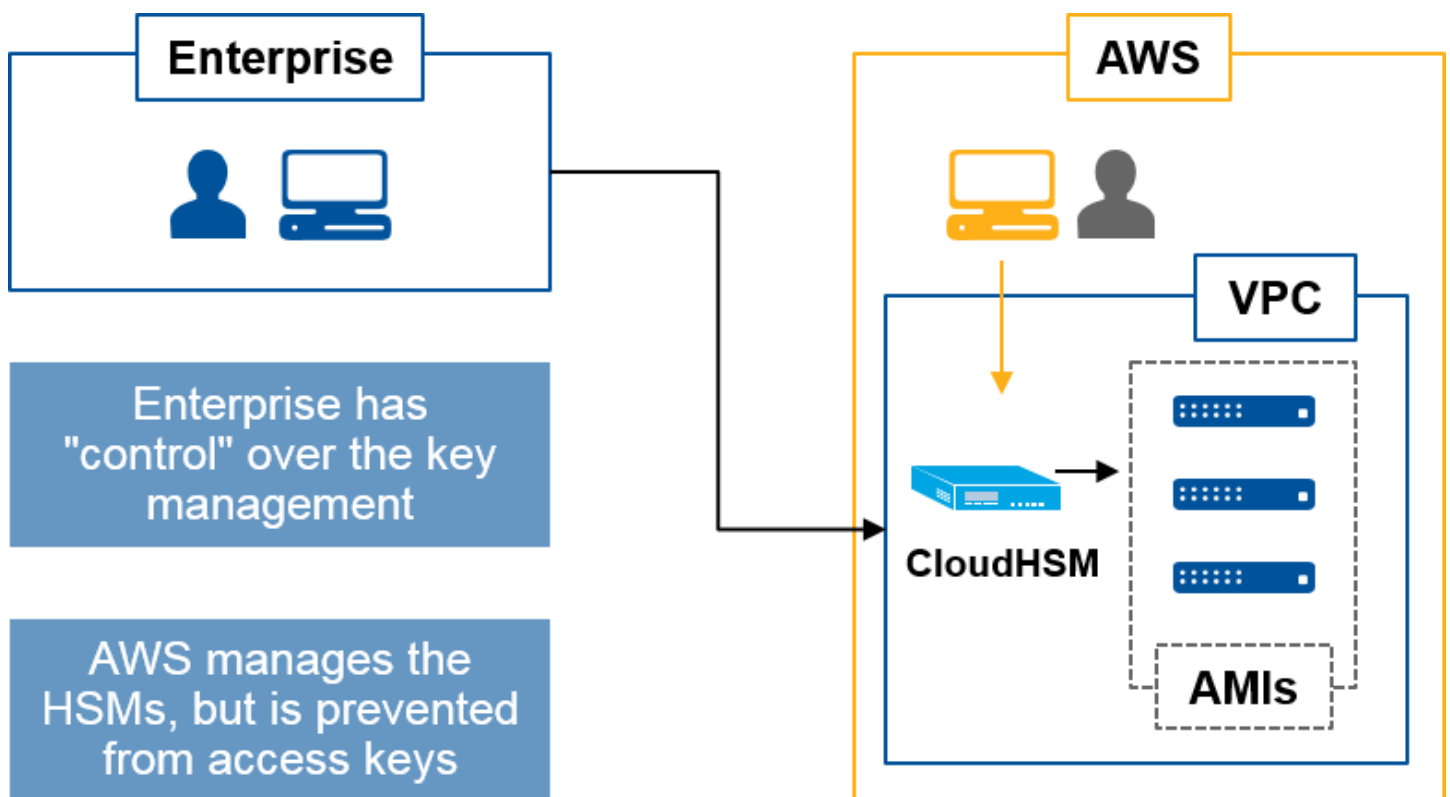 Enterprise
AWS
VPC
Enterprise has
"control" over the key
management
CloudHSM
AWS manages the
HSMs, but is prevented
from access keys
AMIs